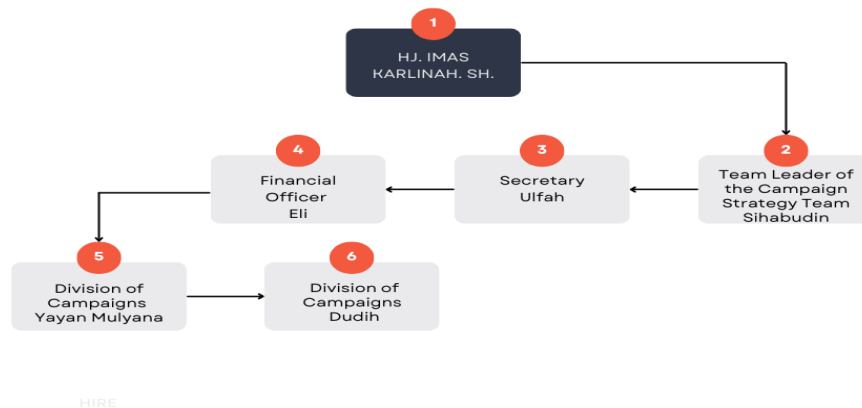 1
HJ. IMAS
KARLINAH. SH.
2
Team Leader of
the Campaign
Strategy Team
Sihabudin
3
Secretary
Ulfah
4
Financial
Officer
Eli
5
Division of
Campaigns
Yayan Mulyana
6
Division of
Campaigns
Dudih
HIRE